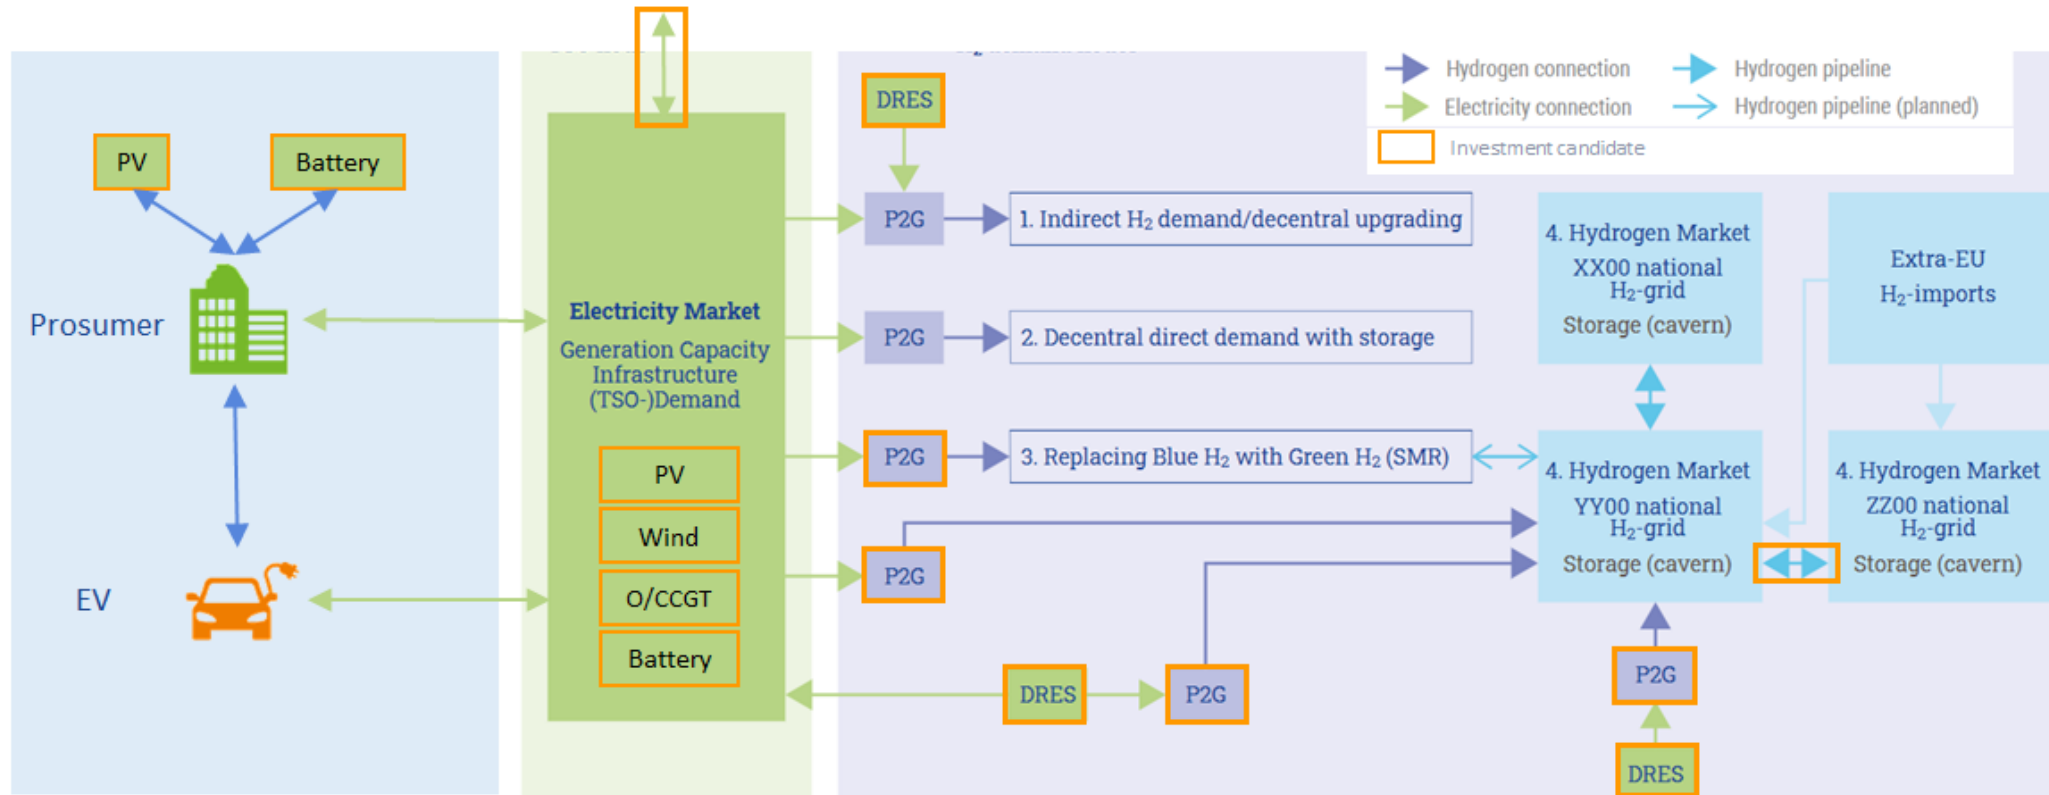 Hydrogen connection
Hydrogen pipeline
Electricity connection
Hydrogen pipeline (planned)
Investment candidate
PV
Battery
Prosumer
EV
Electricity Market
Generation Capacity
Infrastructure
(TSO-)Demand
PV
Wind
O/CCGT
Battery
DRES
P2G
1. Indirect H₂ demand/decentral upgrading
P2G
2. Decentral direct demand with storage
P2G
3. Replacing Blue H₂ with Green H₂ (SMR)
P2G
DRES
P2G
4. Hydrogen Market
XX00 national
H₂-grid
Storage (cavern)
Extra-EU
H₂-imports
4. Hydrogen Market
YY00 national
H₂-grid
Storage (cavern)
4. Hydrogen Market
ZZ00 national
H₂-grid
Storage (cavern)
P2G
DRES